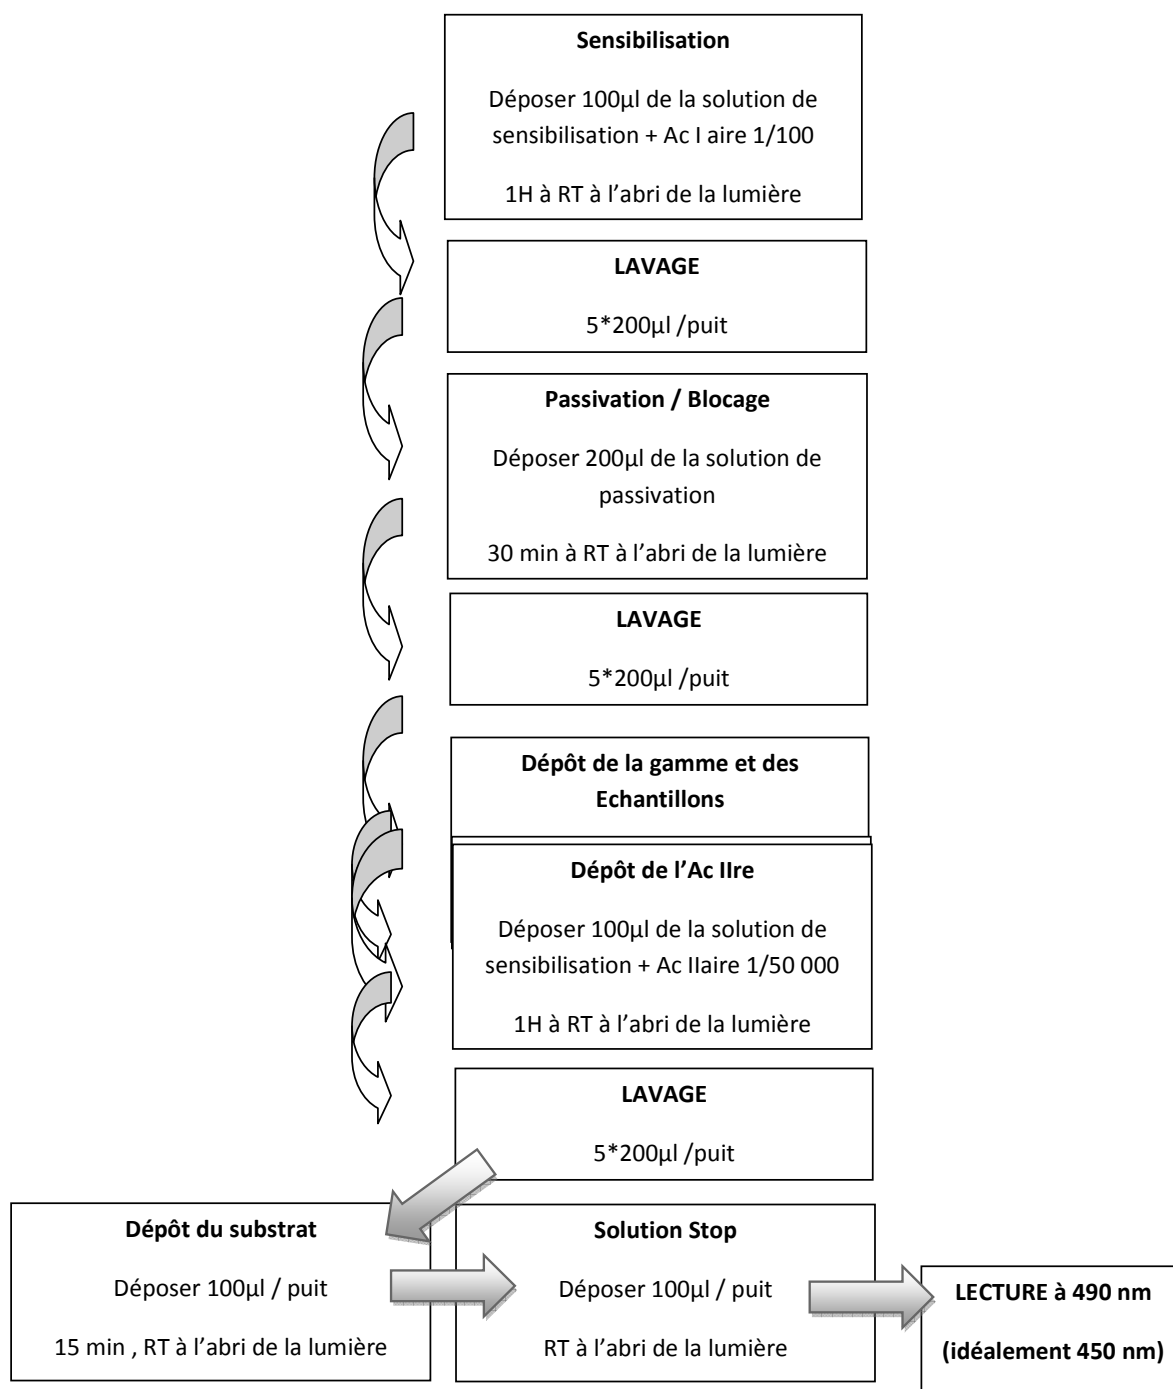 Sensibilisation
Déposer 100µl de la solution de
sensibilisation + Ac I aire 1/100
1H à RT à l’abri de la lumière
LAVAGE
5*200µl /puit
Passivation / Blocage
Déposer 200µl de la solution de
passivation
30 min à RT à l’abri de la lumière
LAVAGE
5*200µl /puit
Dépôt de la gamme et des
Echantillons
Dépôt de l’Ac IIre
Déposer 100µl de la solution de
sensibilisation + Ac IIaire 1/50 000
1H à RT à l’abri de la lumière
LAVAGE
5*200µl /puit
Dépôt du substrat
Déposer 100µl / puit
15 min , RT à l’abri de la lumière
Solution Stop
Déposer 100µl / puit
RT à l’abri de la lumière
LECTURE à 490 nm
(idéalement 450 nm)